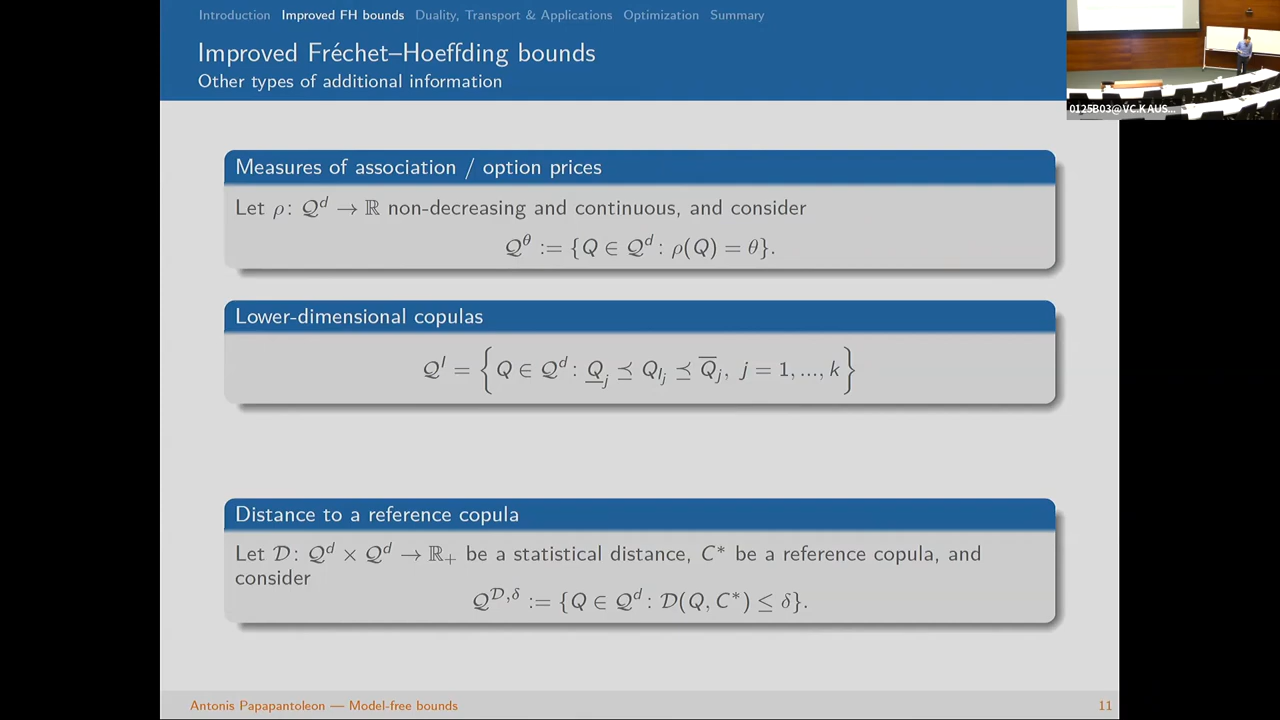 Introduction Improved FH bounds Duality, Transport & Applications Optimization Summary
Improved Fréchet–Hoeffding bounds
Other types of additional information
0125B03@VC.KAUS...
Measures of association / option prices
Let ρ: 𝒬^d → ℝ non-decreasing and continuous, and consider
𝒬^θ := {Q ∈ 𝒬^d : ρ(Q) = θ}.
Lower-dimensional copulas
𝒬^I = {Q ∈ 𝒬^d : Q̲_j ⪯ Q_{I_j} ⪯ Q̅_j, j = 1, ..., k}
Distance to a reference copula
Let 𝒟: 𝒬^d × 𝒬^d → ℝ₊ be a statistical distance, C* be a reference copula, and
consider
𝒬^{𝒟,δ} := {Q ∈ 𝒬^d : 𝒟(Q, C*) ≤ δ}.
Antonis Papapantoleon — Model-free bounds 11